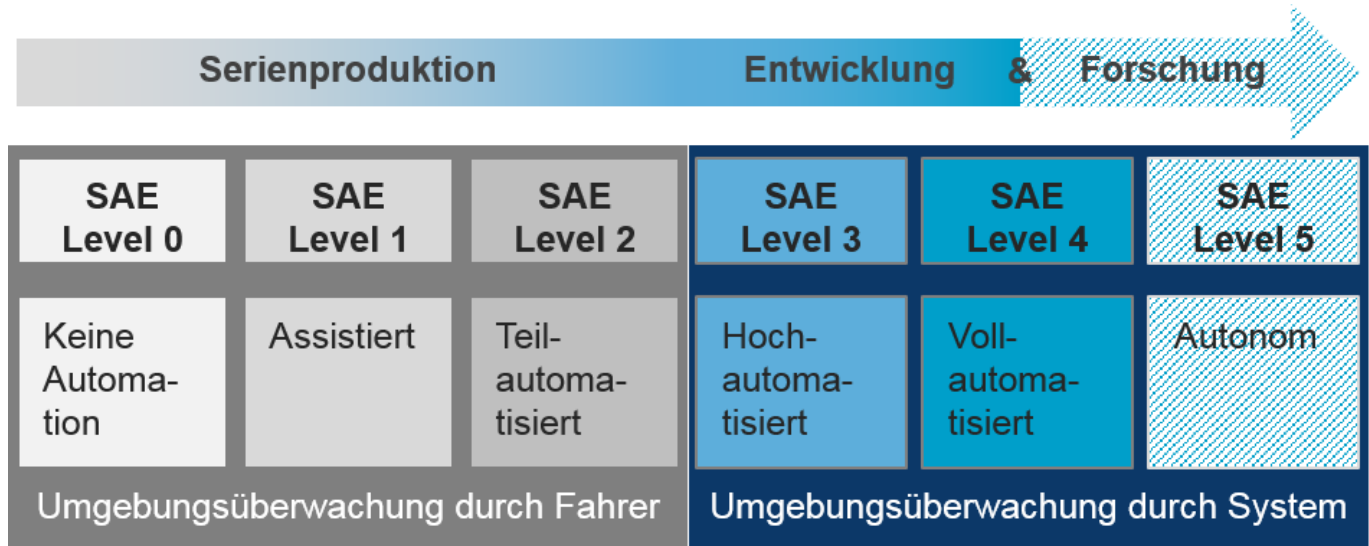 Serienproduktion Entwicklung & Forschung
SAE
Level 0
SAE
Level 1
SAE
Level 2
SAE
Level 3
SAE
Level 4
SAE
Level 5
Keine
Automa-
tion
Assistiert
Teil-
automa-
tisiert
Hoch-
automa-
tisiert
Voll-
automa-
tisiert
Autonom
Umgebungsüberwachung durch Fahrer
Umgebungsüberwachung durch System